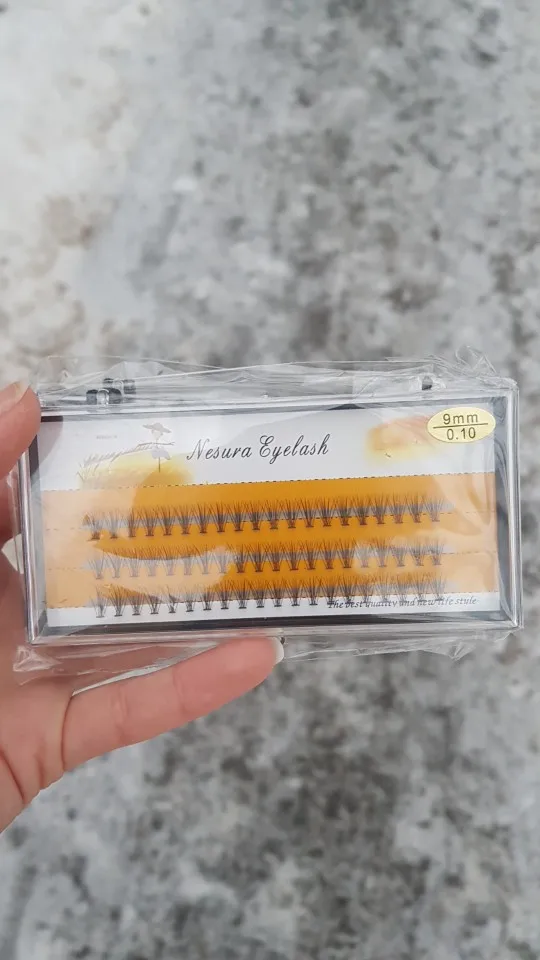 Nesura Eyelash
9mm
0.10
The best quality and new life style